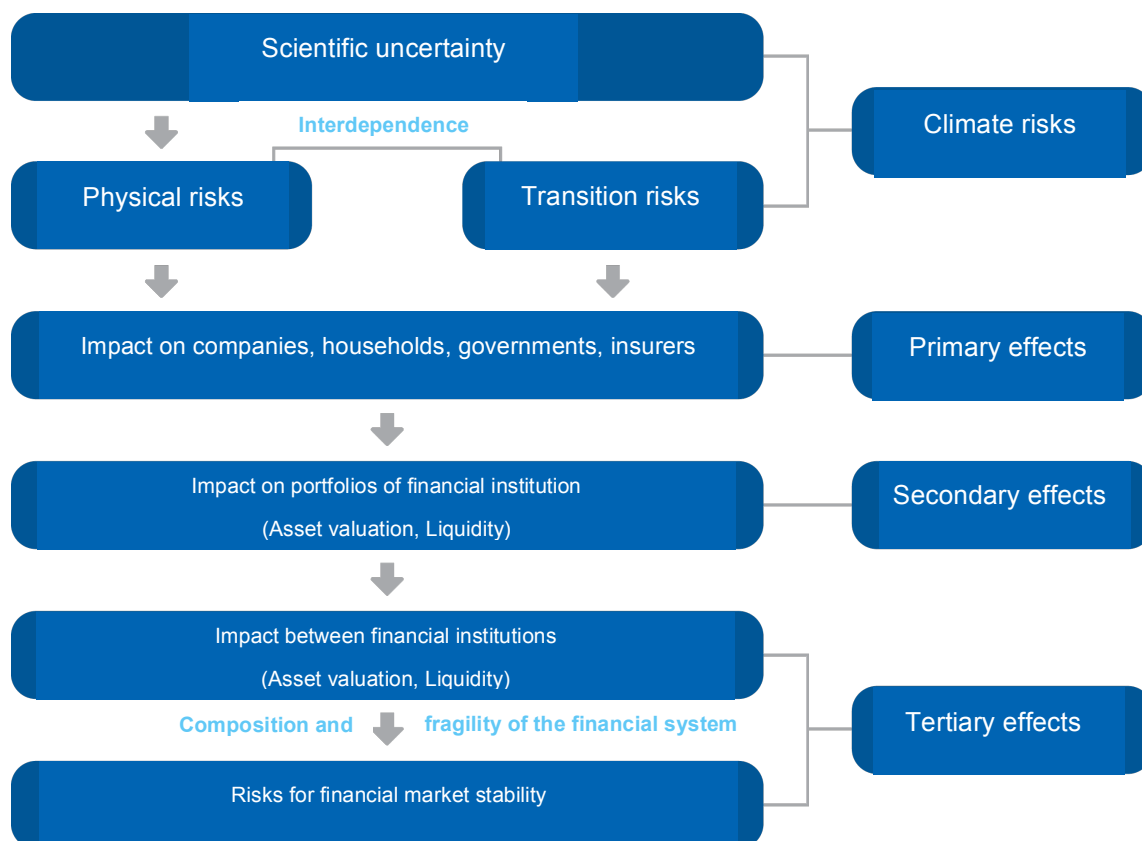 Scientific uncertainty
Interdependence
Climate risks
Physical risks
Transition risks
Impact on companies, households, governments, insurers
Primary effects
Impact on portfolios of financial institution
(Asset valuation, Liquidity)
Secondary effects
Impact between financial institutions
(Asset valuation, Liquidity)
Composition and fragility of the financial system
Tertiary effects
Risks for financial market stability